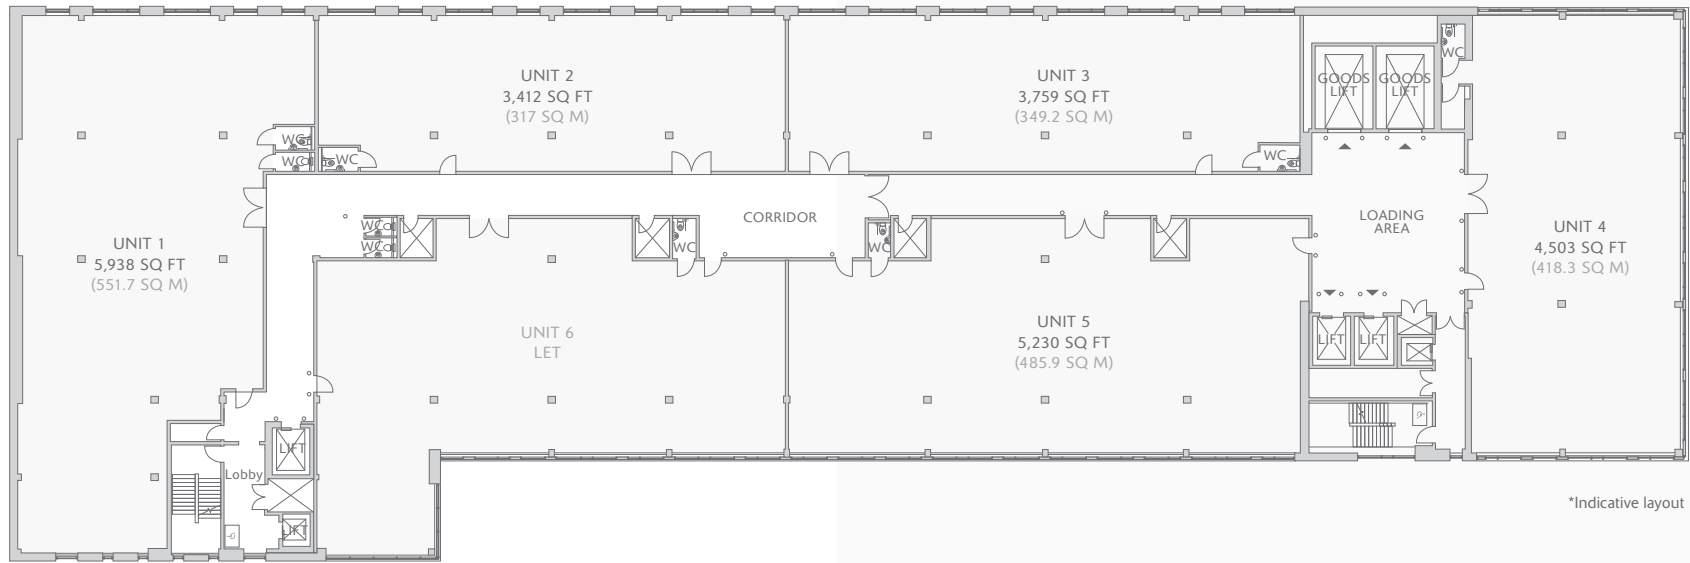 UNIT 2
3,412 SQ FT
(317 SQ M)
UNIT 3
3,759 SQ FT
(349.2 SQ M)
GOODS
LIFT
GOODS
LIFT
WC
WC
WC
WC
WC
UNIT 1
5,938 SQ FT
(551.7 SQ M)
WC
WC
WC
CORRIDOR
WC
LOADING
AREA
UNIT 4
4,503 SQ FT
(418.3 SQ M)
UNIT 6
LET
UNIT 5
5,230 SQ FT
(485.9 SQ M)
LIFT
LIFT
LIFT
Lobby
LIFT
*Indicative layout